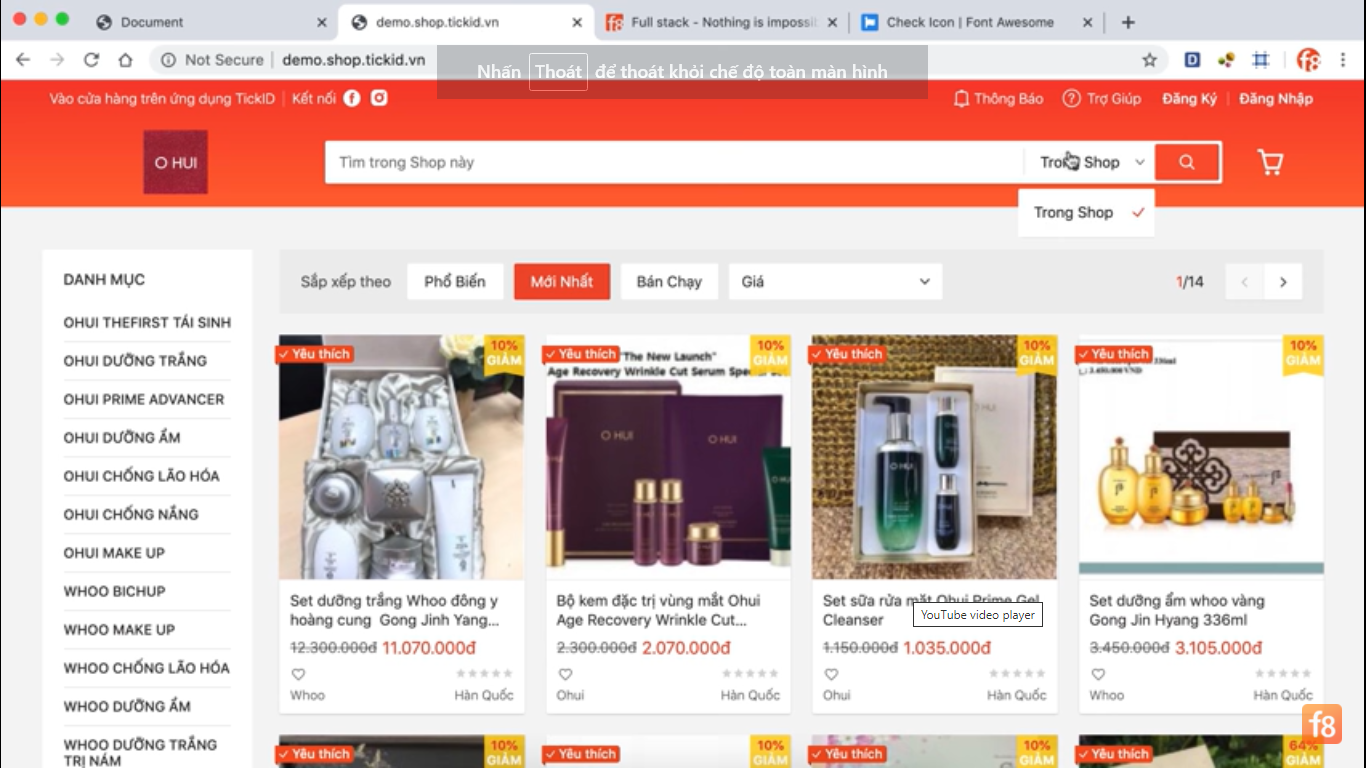 Document
demo.shop.tickid.vn
Full stack - Nothing is impossi
Check Icon | Font Awesome
Not Secure
demo.shop.tickid.vn
Nhấn Thoát để thoát khỏi chế độ toàn màn hình
Vào cửa hàng trên ứng dụng TickID
Kết nối
Thông Báo
Trợ Giúp
Đăng Ký
Đăng Nhập
O HUI
Tìm trong Shop này
Trong Shop
Trong Shop
DANH MỤC
OHUI THEFIRST TÁI SINH
OHUI DƯỠNG TRẮNG
OHUI PRIME ADVANCER
OHUI DƯỠNG ẨM
OHUI CHỐNG LÃO HÓA
OHUI CHỐNG NẮNG
OHUI MAKE UP
WHOO BICHUP
WHOO MAKE UP
WHOO CHỐNG LÃO HÓA
WHOO DƯỠNG ẨM
WHOO DƯỠNG TRẮNG
TRỊ NÁM
Sắp xếp theo
Phổ Biến
Mới Nhất
Bán Chạy
Giá
1/14
Yêu thích
10%
GIẢM
Set dưỡng trắng Whoo đông y
hoàng cung Gong Jinh Yang...
12.300.000đ 11.070.000đ
Whoo
Hàn Quốc
Yêu thích
10%
GIẢM
"The New Launch"
Age Recovery Wrinkle Cut Serum Special Set
O HUI
O HUI
Bộ kem đặc trị vùng mắt Ohui
Age Recovery Wrinkle Cut...
2.300.000đ 2.070.000đ
Ohui
Hàn Quốc
Yêu thích
10%
GIẢM
O HUI
Set sữa rửa mặt Ohui Prime Gel
Cleanser
YouTube video player
1.150.000đ 1.035.000đ
Ohui
Hàn Quốc
Yêu thích
10%
GIẢM
336ml
: 3.450.000 VND
Set dưỡng ẩm whoo vàng
Gong Jin Hyang 336ml
3.450.000đ 3.105.000đ
Whoo
Hàn Quốc
f8
Yêu thích
10%
GIẢM
Yêu thích
10%
GIẢM
Yêu thích
10%
GIẢM
Yêu thích
64%
GIẢM